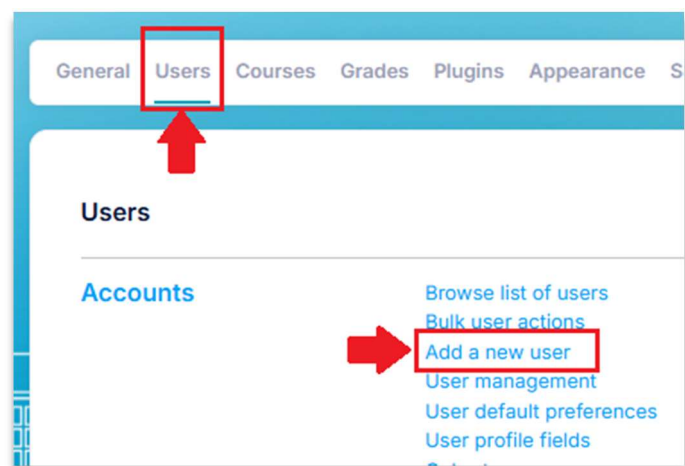 General Users Courses Grades Plugins Appearance
Users
Accounts
Browse list of users
Bulk user actions
Add a new user
User management
User default preferences
User profile fields